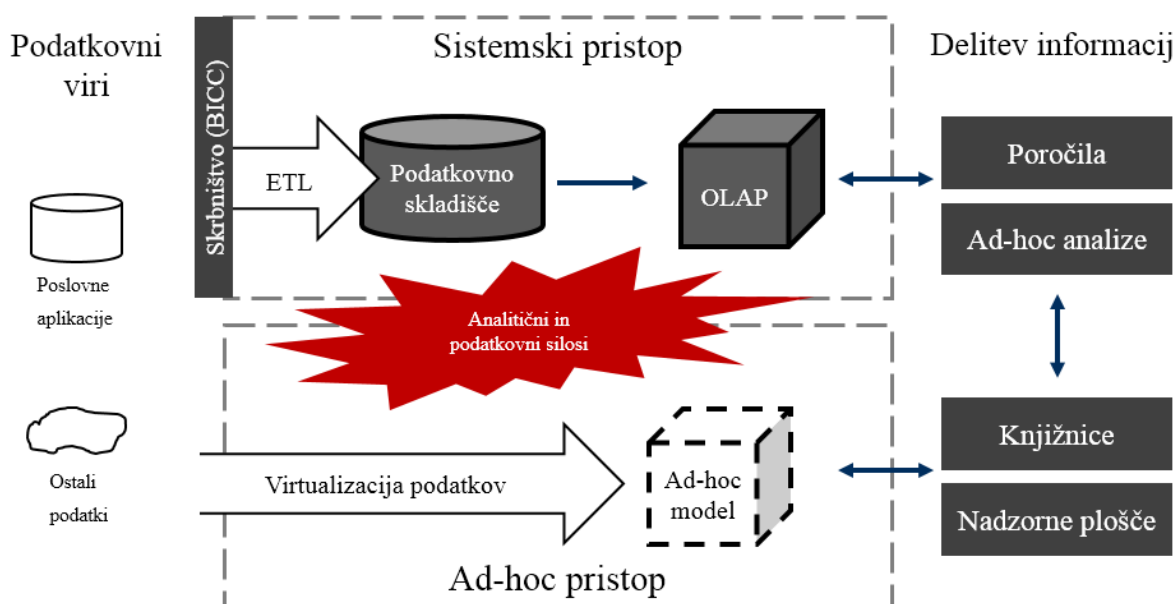 Podatkovni
viri
Sistemski pristop
Delitev informacij
Skrbništvo (BICC)
ETL
Podatkovno
skladišče
OLAP
Poročila
Ad-hoc analize
Poslovne
aplikacije
Analitični in
podatkovni silosi
Ostali
podatki
Virtualizacija podatkov
Ad-hoc
model
Knjižnice
Nadzorne plošče
Ad-hoc pristop